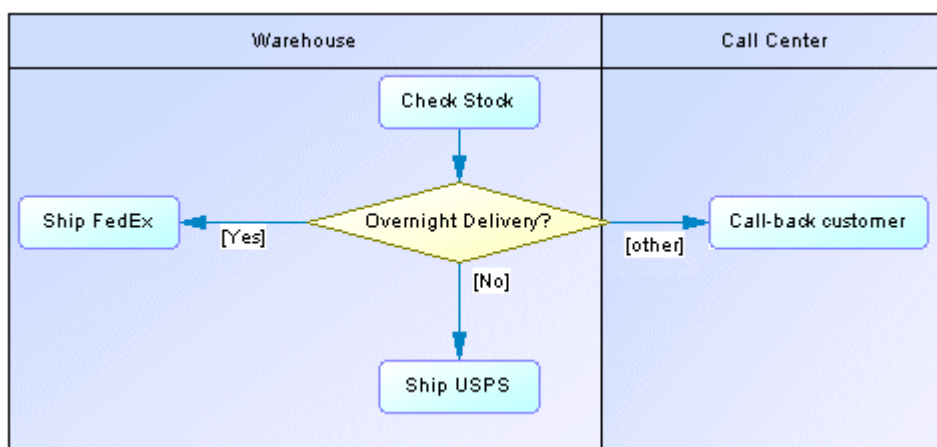 Warehouse
Call Center
Check Stock
Ship FedEx
Overnight Delivery?
Call-back customer
[Yes]
[other]
[No]
Ship USPS